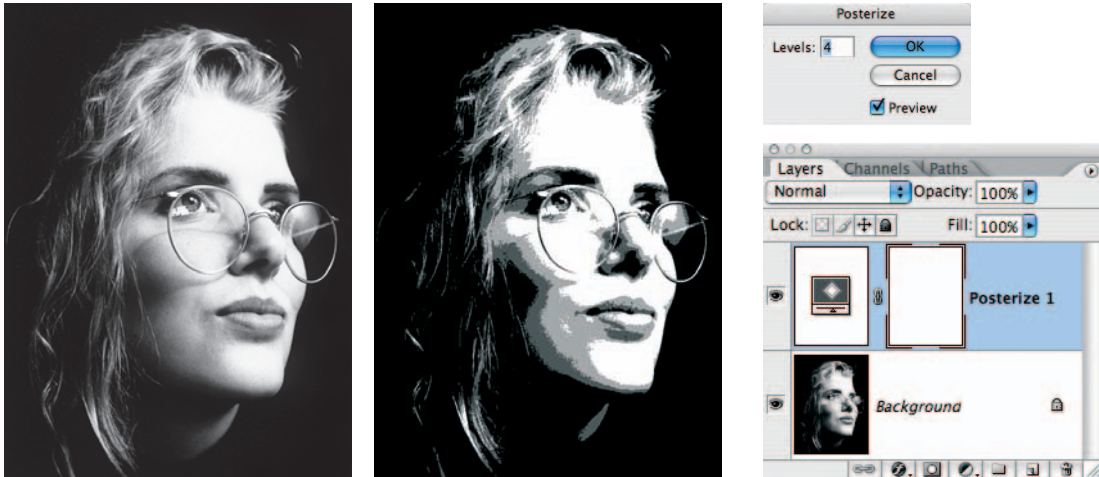 Posterize
Levels: 4
OK
Cancel
Preview
Layers Channels Paths
Normal Opacity: 100%
Lock: Fill: 100%
Posterize 1
Background